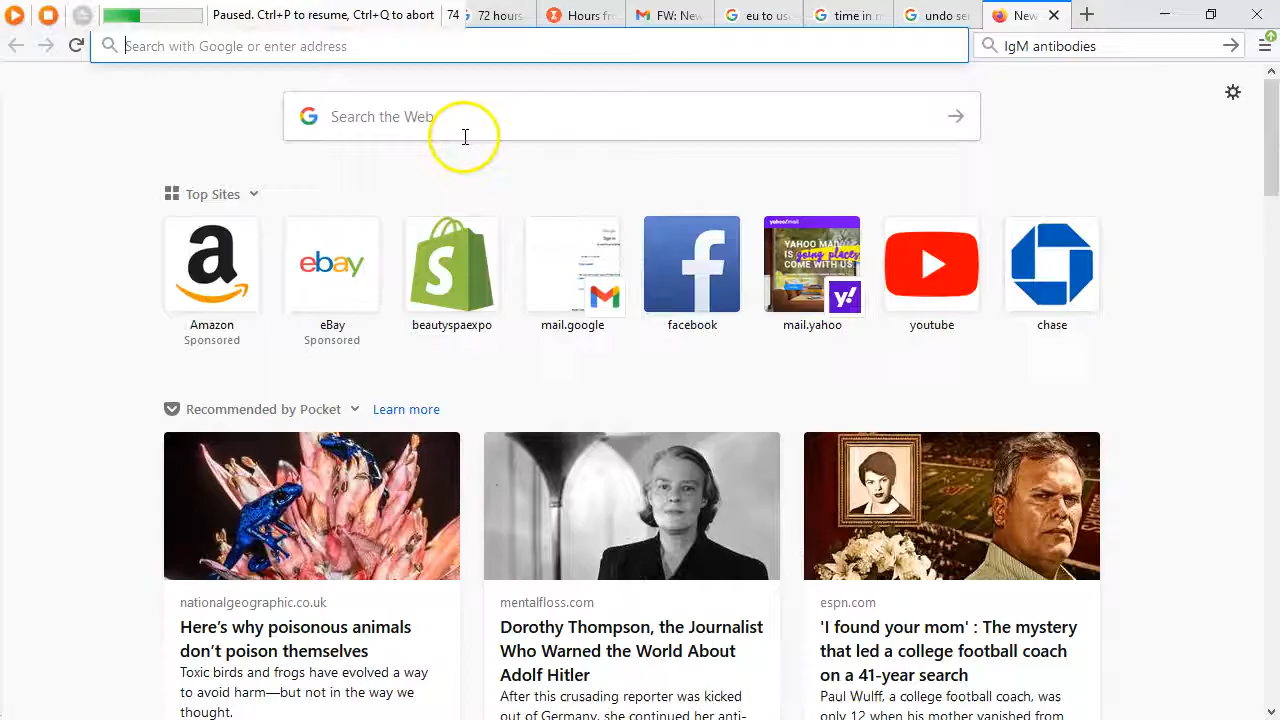 Paused. Ctrl+P to resume, Ctrl+Q to abort
74
72 hours
Hours fr
FW: New
eu to us
time in r
undo se
New
Search with Google or enter address
IgM antibodies
Search the Web
Top Sites
a
ebay
S
f
yahoo!mail
YAHOO MAIL
is going places
COME WITH US
y!
Amazon
Sponsored
eBay
Sponsored
beautyspaexpo
mail.google
facebook
mail.yahoo
youtube
chase
Recommended by Pocket
Learn more
nationalgeographic.co.uk
Here’s why poisonous animals
don’t poison themselves
Toxic birds and frogs have evolved a way
to avoid harm—but not in the way we
thought.
mentalfloss.com
Dorothy Thompson, the Journalist
Who Warned the World About
Adolf Hitler
After this crusading reporter was kicked
out of Germany, she continued her anti-
espn.com
'I found your mom' : The mystery
that led a college football coach
on a 41-year search
Paul Wulff, a college football coach, was
only 12 when his mother vanished from